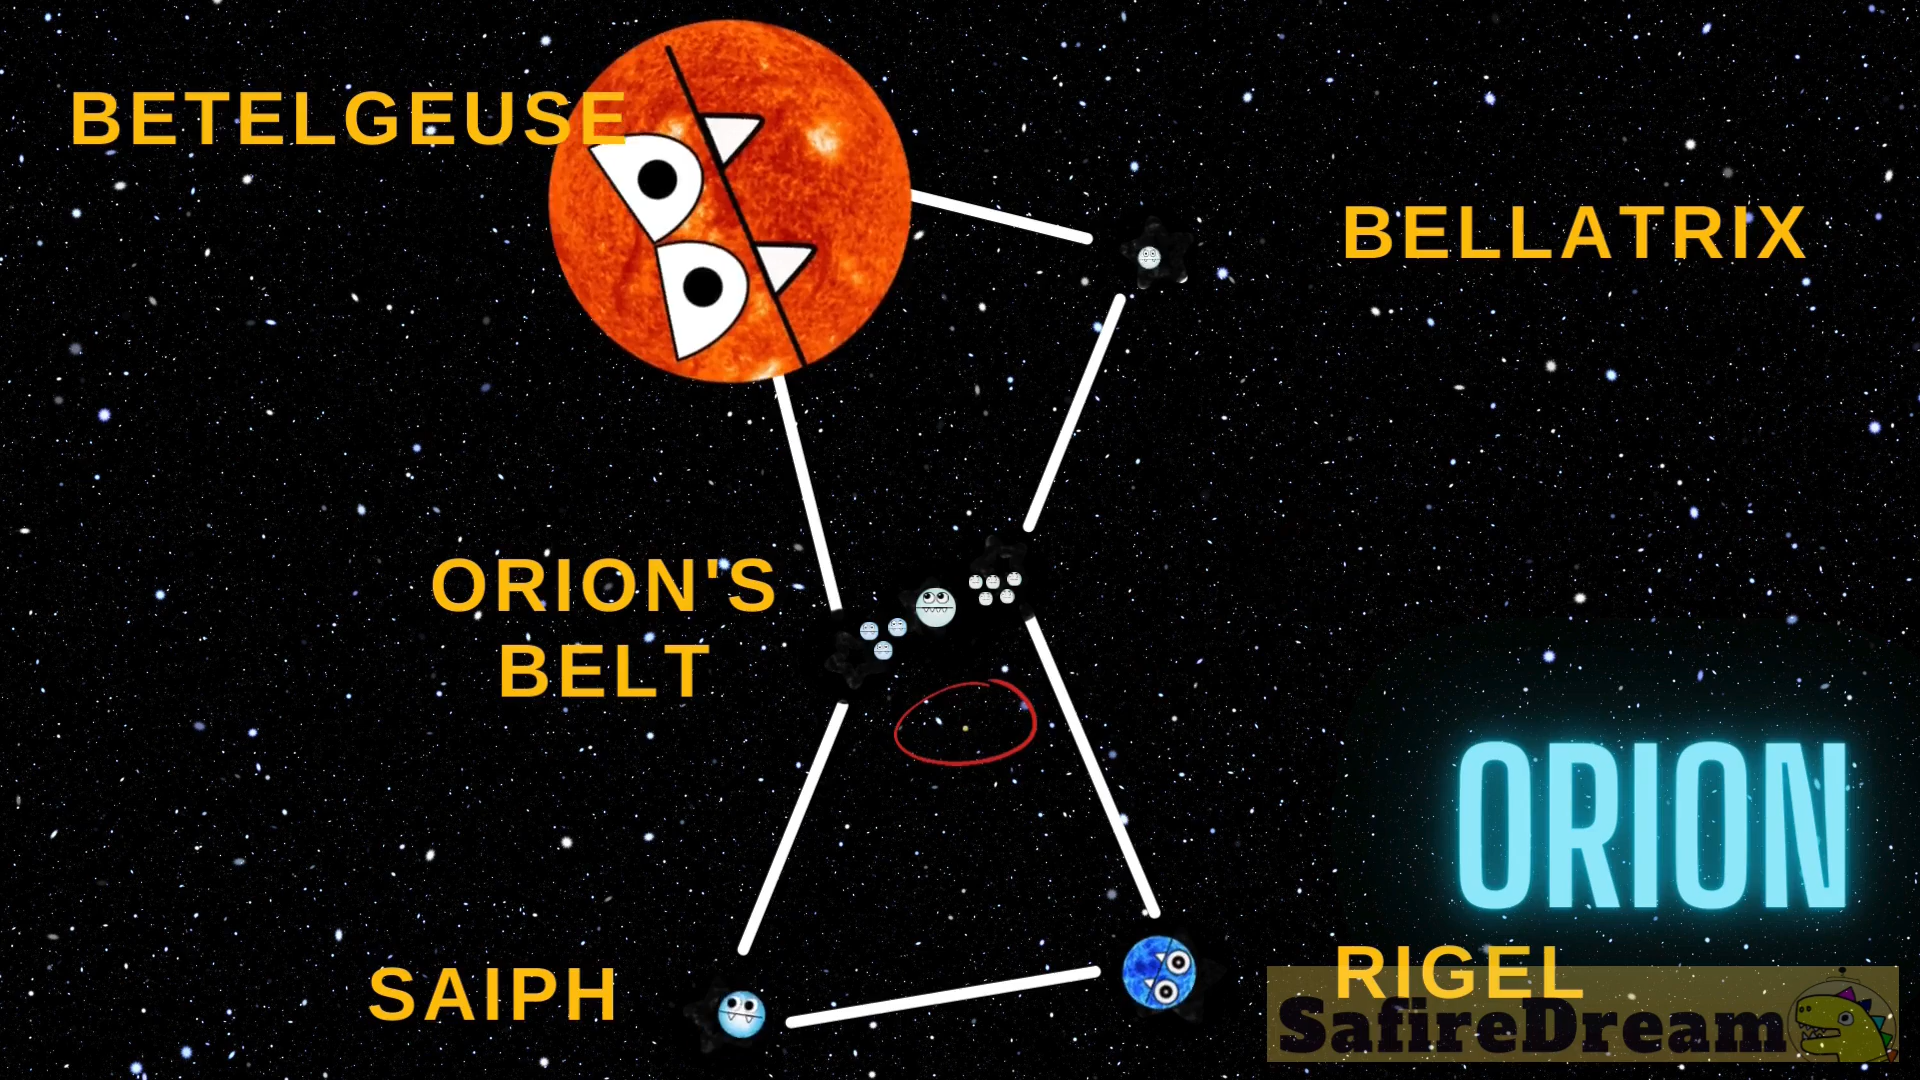 BETELGEUSE
BELLATRIX
ORION'S
BELT
ORION
SAIPH
RIGEL
SafireDream